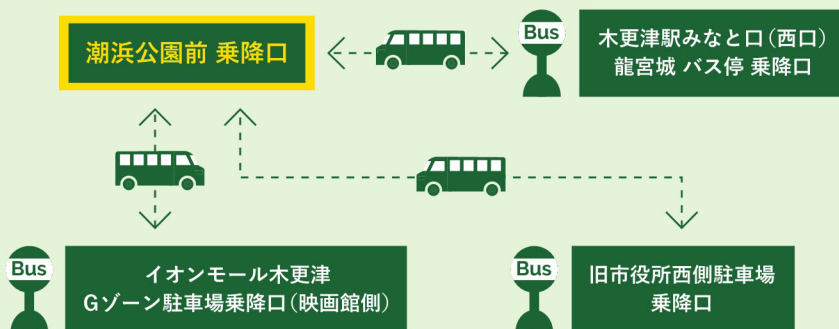 潮浜公園前 乗降口
Bus
木更津駅みなと口(西口)
龍宮城 バス停 乗降口
Bus
イオンモール木更津
Gゾーン駐車場乗降口(映画館側)
Bus
旧市役所西側駐車場
乗降口